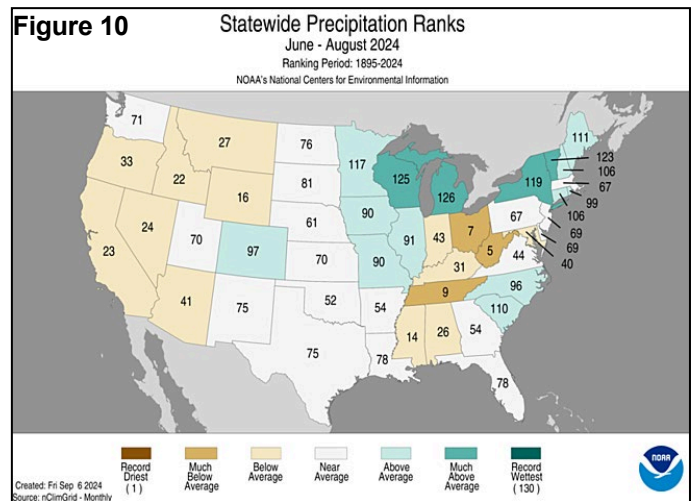 Figure 10
Statewide Precipitation Ranks
June - August 2024
Ranking Period: 1895-2024
NOAA's National Centers for Environmental Information
71
33
27
22
16
24
23
70
97
41
75
76
81
61
70
52
75
117
90
90
54
78
125
126
91
43
7
5
31
9
14
26
54
78
110
96
44
67
119
111
123
106
67
99
106
69
69
40
Record
Driest
( 1 )
Much
Below
Average
Below
Average
Near
Average
Above
Average
Much
Above
Average
Record
Wettest
( 130 )
Created: Fri Sep 6 2024
Source: nClimGrid - Monthly
NOAA